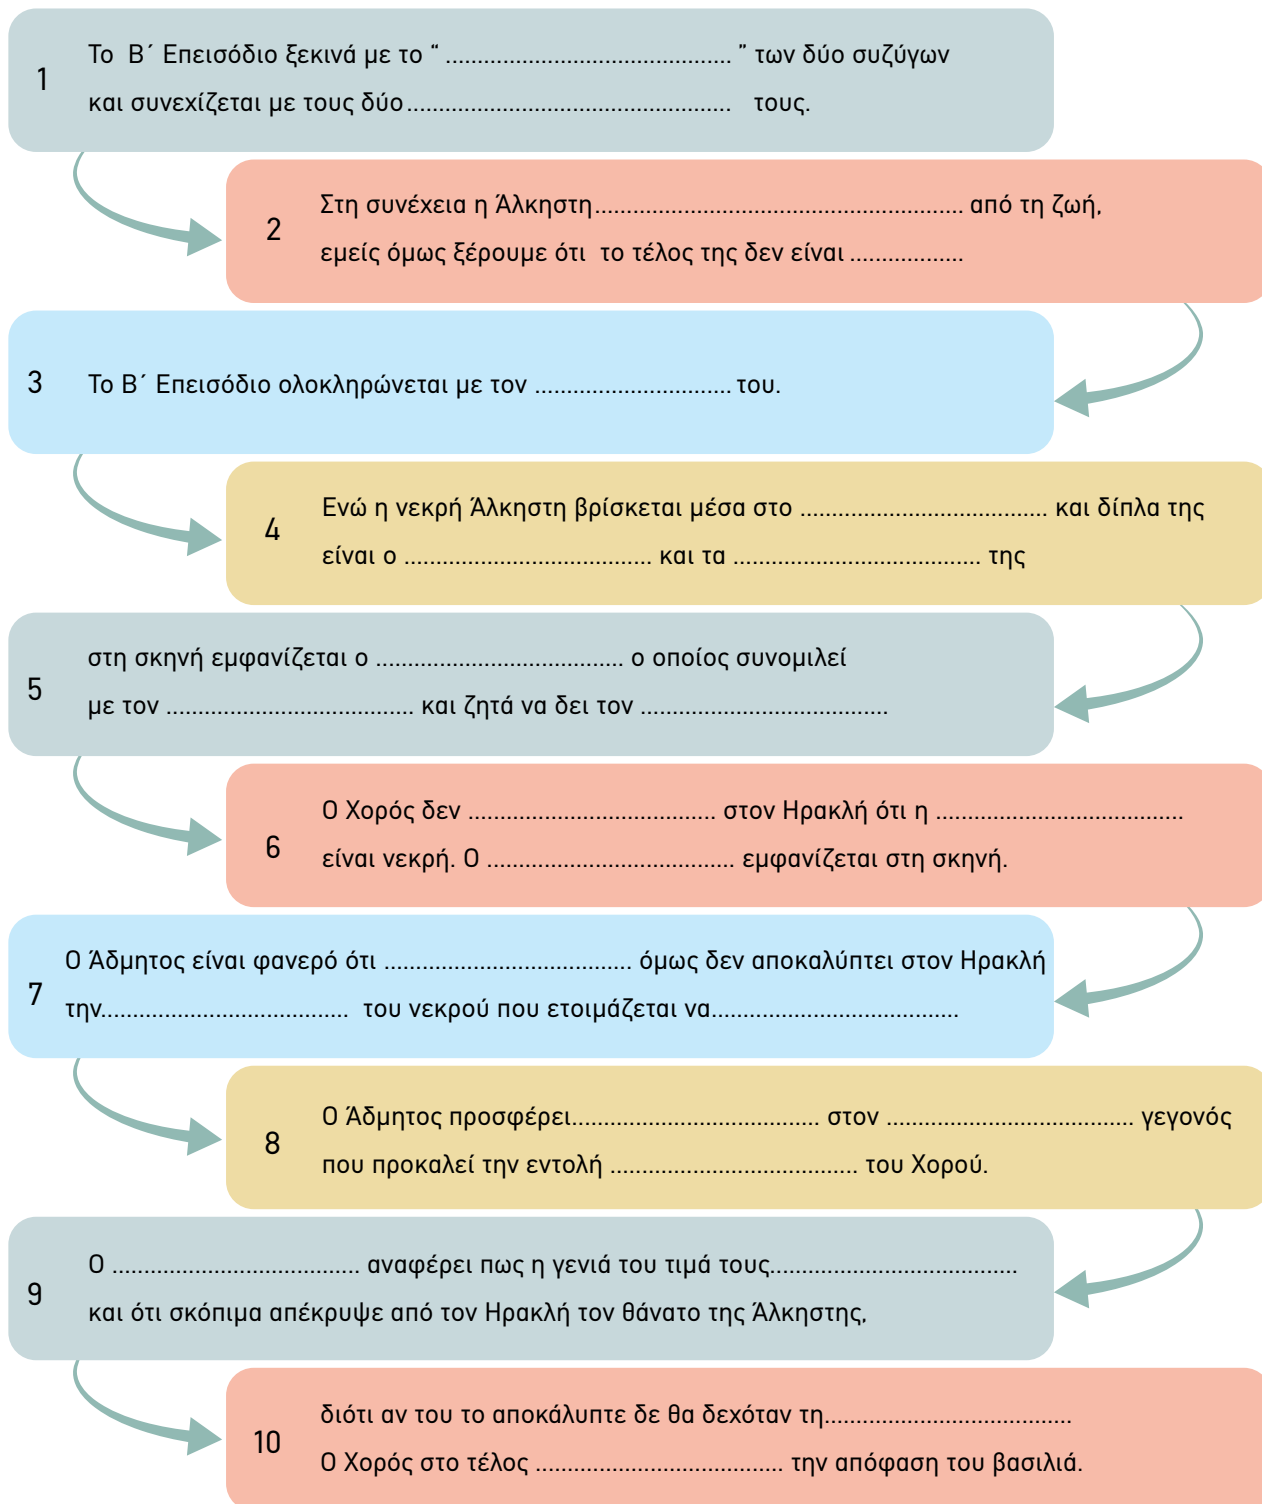 1
Το Β΄ Επεισόδιο ξεκινά με το “ ............................................. ” των δύο συζύγων
και συνεχίζεται με τους δύο................................................... τους.
2
Στη συνέχεια η Άλκηστη.......................................................... από τη ζωή,
εμείς όμως ξέρουμε ότι το τέλος της δεν είναι ..................
3
Το Β΄ Επεισόδιο ολοκληρώνεται με τον ............................... του.
4
Ενώ η νεκρή Άλκηστη βρίσκεται μέσα στο ....................................... και δίπλα της
είναι ο ....................................... και τα ....................................... της
5
στη σκηνή εμφανίζεται ο ....................................... ο οποίος συνομιλεί
με τον ....................................... και ζητά να δει τον .......................................
6
Ο Χορός δεν ....................................... στον Ηρακλή ότι η .......................................
είναι νεκρή. Ο ....................................... εμφανίζεται στη σκηνή.
7
Ο Άδμητος είναι φανερό ότι ....................................... όμως δεν αποκαλύπτει στον Ηρακλή
την....................................... του νεκρού που ετοιμάζεται να.......................................
8
Ο Άδμητος προσφέρει....................................... στον ....................................... γεγονός
που προκαλεί την εντολή ....................................... του Χορού.
9
Ο ....................................... αναφέρει πως η γενιά του τιμά τους.......................................
και ότι σκόπιμα απέκρυψε από τον Ηρακλή τον θάνατο της Άλκηστης,
10
διότι αν του το αποκάλυπτε δε θα δεχόταν τη.......................................
Ο Χορός στο τέλος ....................................... την απόφαση του βασιλιά.